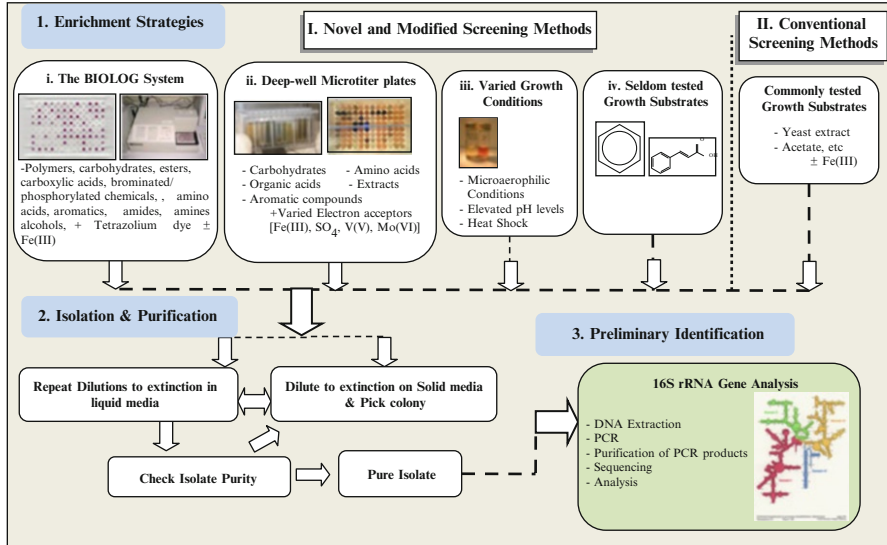 1. Enrichment Strategies
I. Novel and Modified Screening Methods
II. Conventional
Screening Methods
i. The BIOLOG System
-Polymers, carbohydrates, esters,
carboxylic acids, brominated/
phosphorylated chemicals, , amino
acids, aromatics, amides, amines
alcohols, + Tetrazolium dye ±
Fe(III)
ii. Deep-well Microtiter plates
- Carbohydrates
- Amino acids
- Organic acids
- Extracts
- Aromatic compounds
+Varied Electron acceptors
[Fe(III), SO4, V(V), Mo(VI)]
iii. Varied Growth
Conditions
- Microaerophilic
Conditions
- Elevated pH levels
- Heat Shock
iv. Seldom tested
Growth Substrates
O
OH
Commonly tested
Growth Substrates
- Yeast extract
- Acetate, etc
± Fe(III)
2. Isolation & Purification
Repeat Dilutions to extinction in
liquid media
Dilute to extinction on Solid media
& Pick colony
Check Isolate Purity
Pure Isolate
3. Preliminary Identification
16S rRNA Gene Analysis
- DNA Extraction
- PCR
- Purification of PCR products
- Sequencing
- Analysis